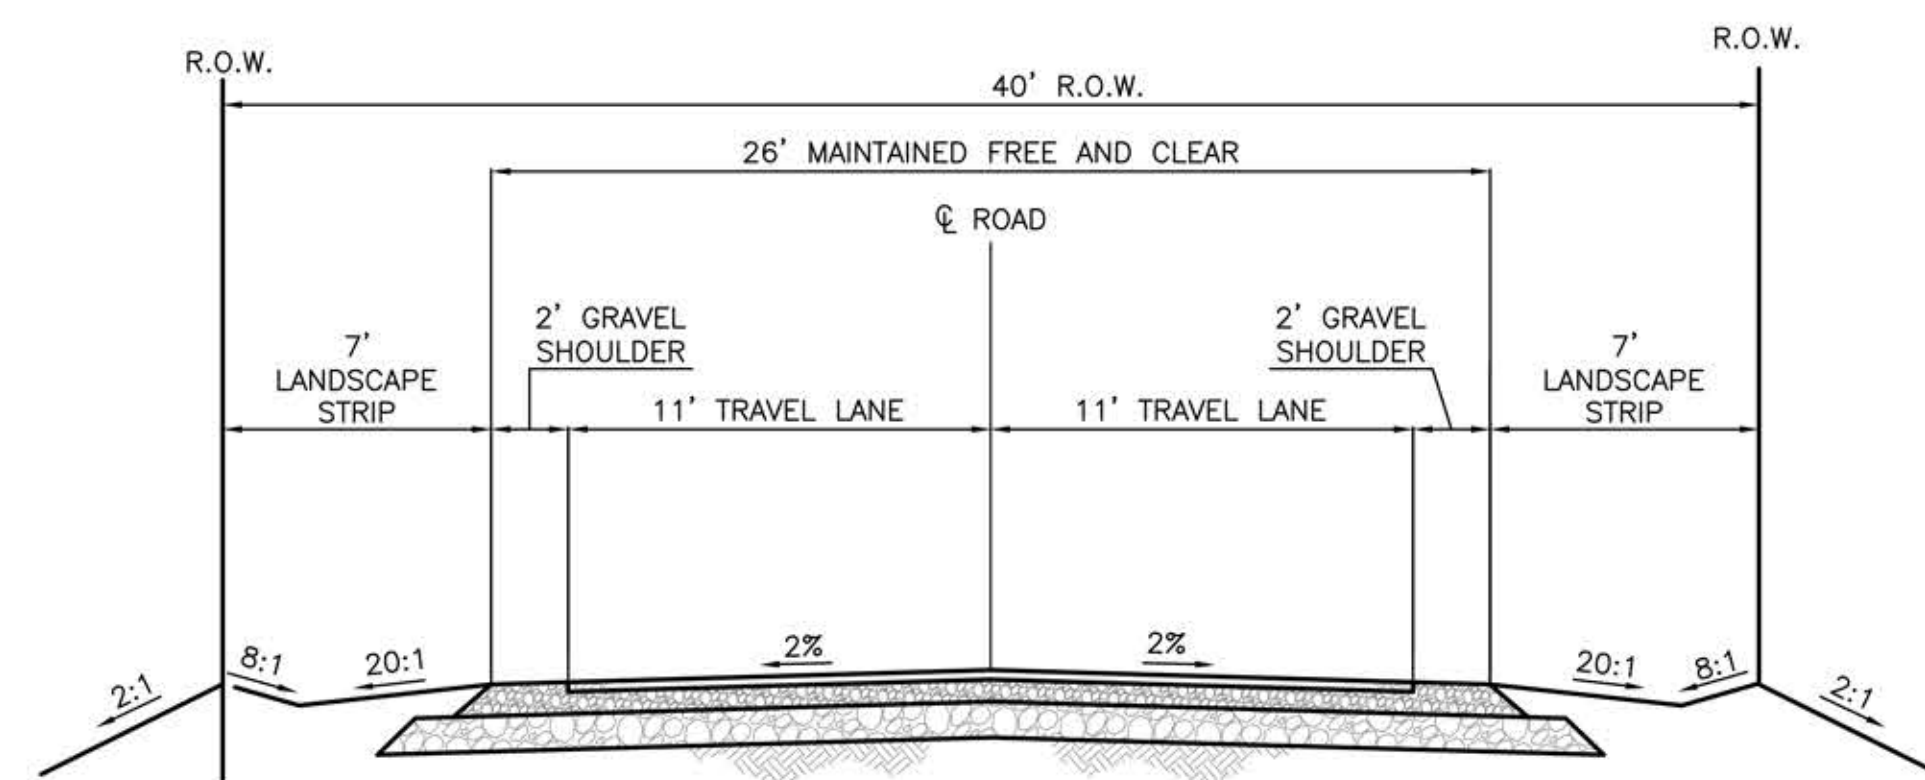 R.O.W.
R.O.W.
40' R.O.W.
26' MAINTAINED FREE AND CLEAR
℄ ROAD
2' GRAVEL
SHOULDER
2' GRAVEL
SHOULDER
7'
LANDSCAPE
STRIP
11' TRAVEL LANE
11' TRAVEL LANE
7'
LANDSCAPE
STRIP
2:1
8:1
20:1
2%
2%
20:1
8:1
2:1